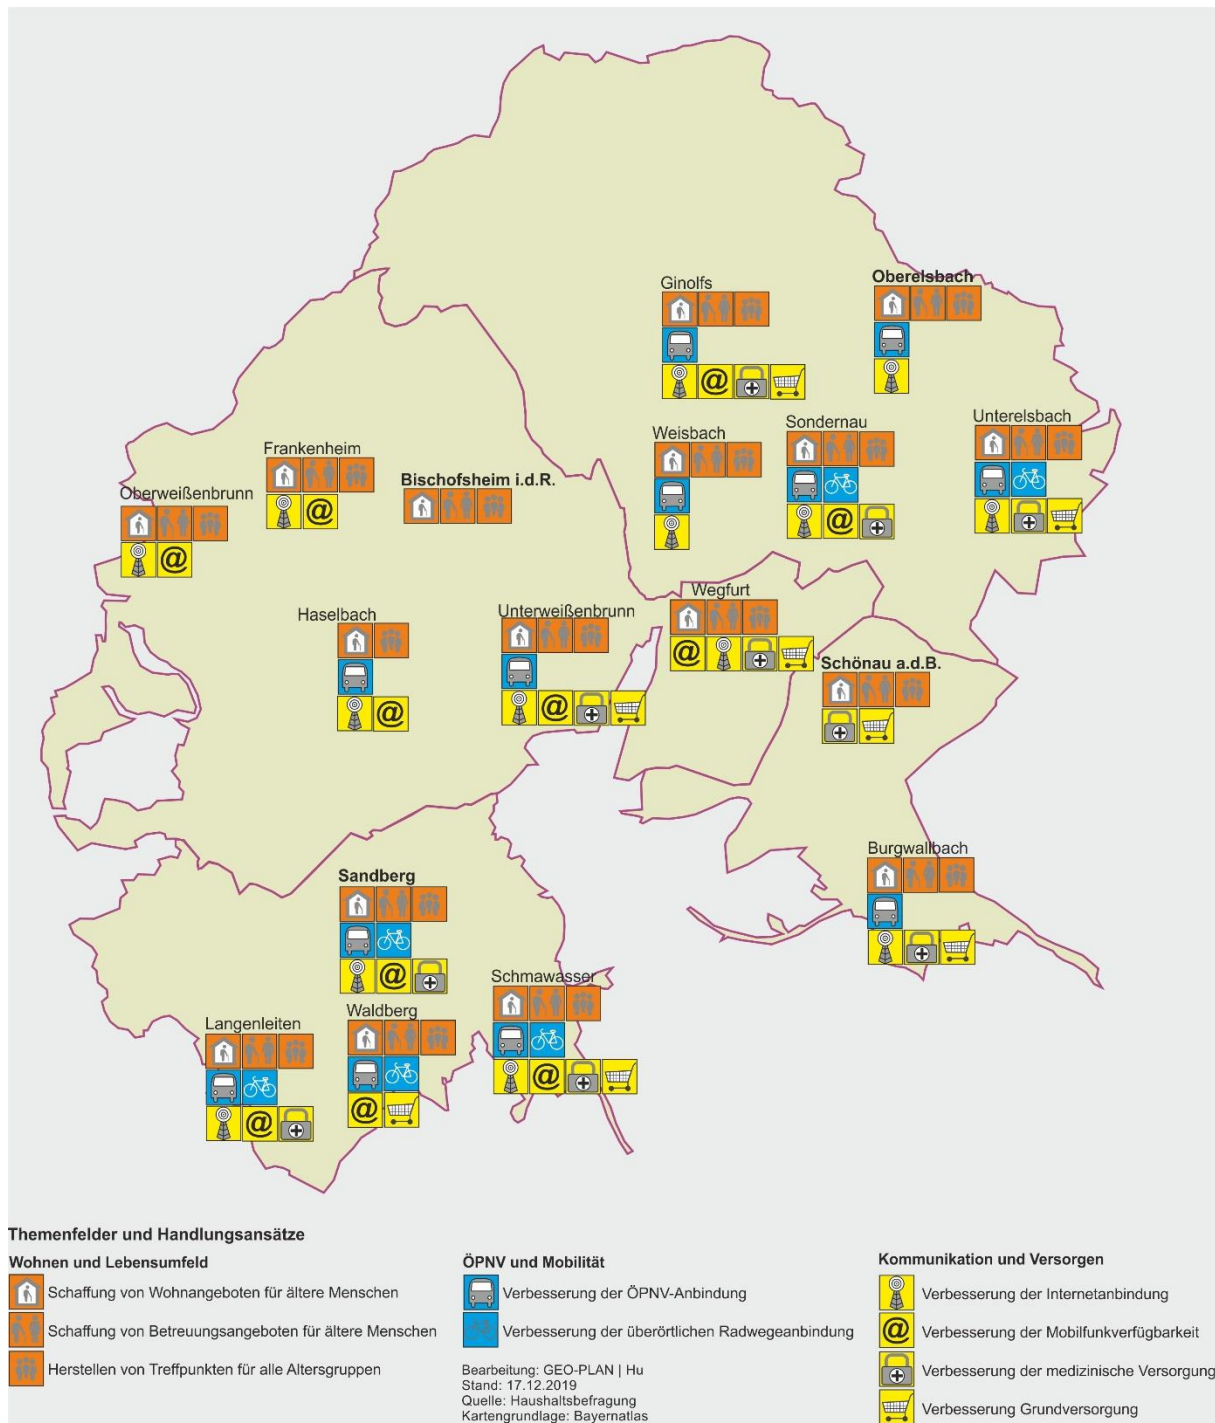 Ginolfs
Oberelsbach
Weisbach
Sondernau
Unterelsbach
Frankenheim
Oberweißenbrunn
Bischofsheim i.d.R.
Haselbach
Unterweißenbrunn
Wegfurt
Schönau a.d.B.
Burgwallbach
Sandberg
Schmawasser
Waldberg
Langenleiten
Themenfelder und Handlungsansätze
Wohnen und Lebensumfeld
Schaffung von Wohnangeboten für ältere Menschen
Schaffung von Betreuungsangeboten für ältere Menschen
Herstellen von Treffpunkten für alle Altersgruppen
ÖPNV und Mobilität
Verbesserung der ÖPNV-Anbindung
Verbesserung der überörtlichen Radwegeanbindung
Bearbeitung: GEO-PLAN | Hu
Stand: 17.12.2019
Quelle: Haushaltsbefragung
Kartengrundlage: Bayernatlas
Kommunikation und Versorgen
Verbesserung der Internetanbindung
Verbesserung der Mobilfunkverfügbarkeit
Verbesserung der medizinische Versorgung
Verbesserung Grundversorgung